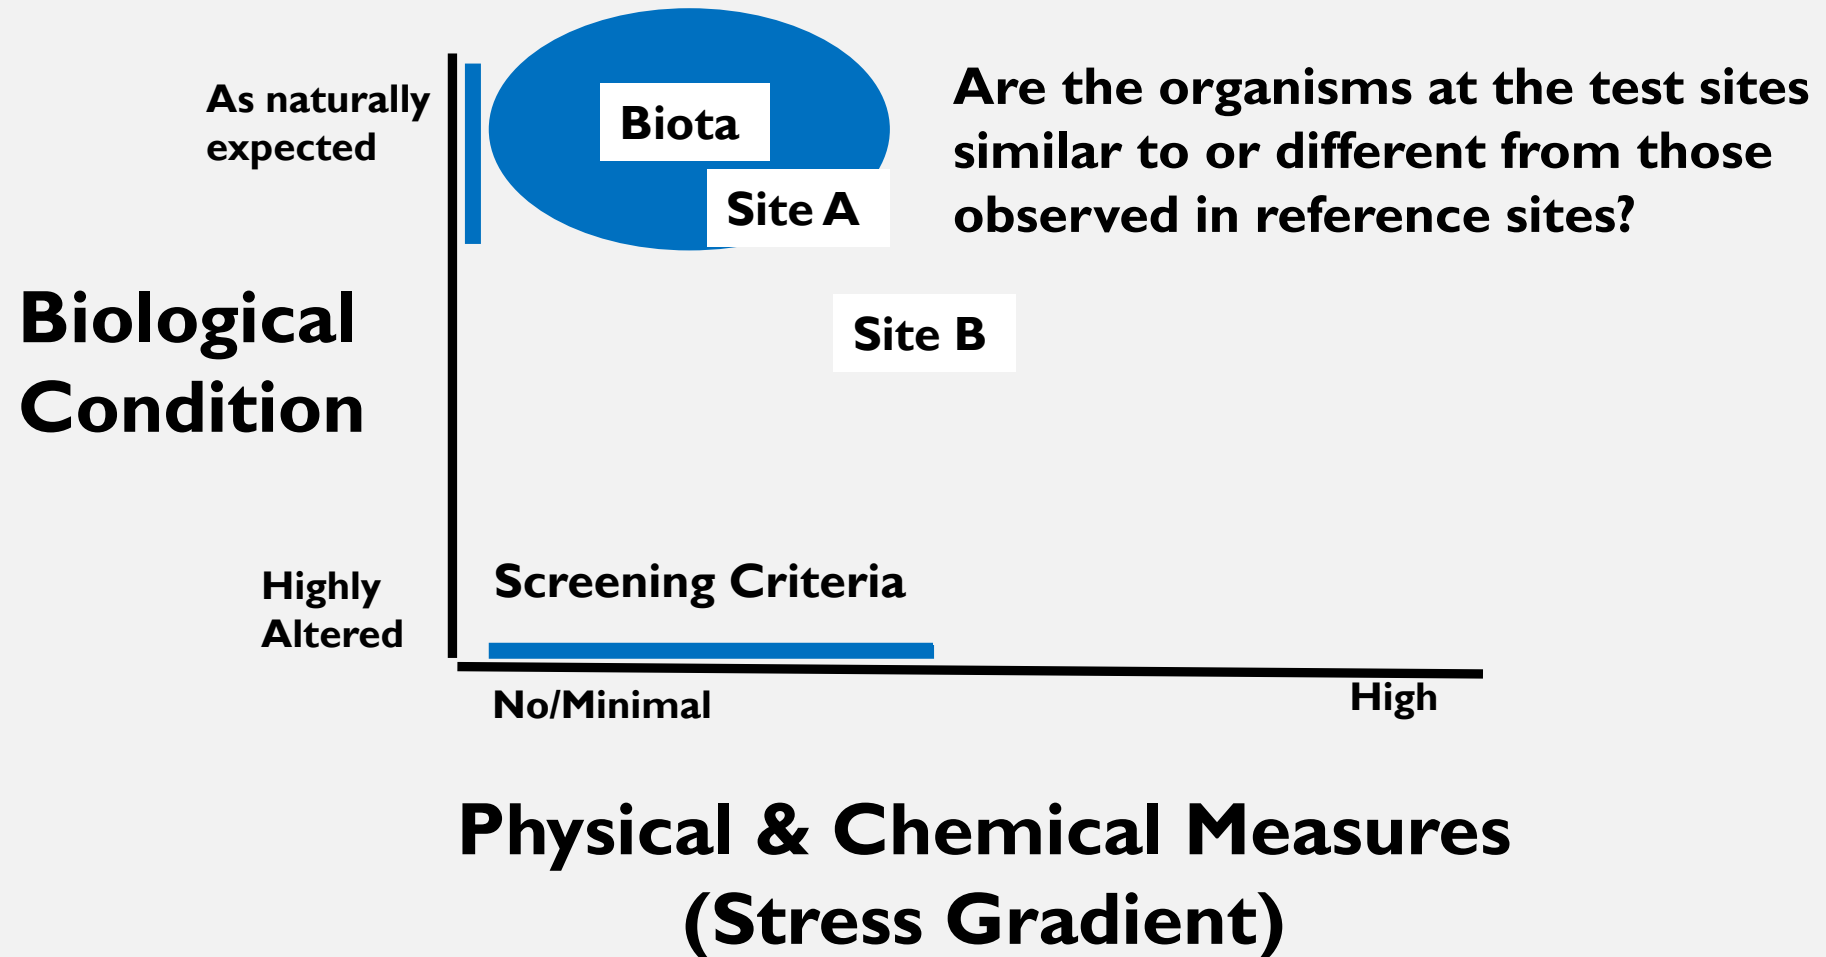 As naturally
expected
Biota
Site A
Are the organisms at the test sites
similar to or different from those
observed in reference sites?
Site B
Biological
Condition
Highly
Altered
Screening Criteria
No/Minimal
High
Physical & Chemical Measures
(Stress Gradient)